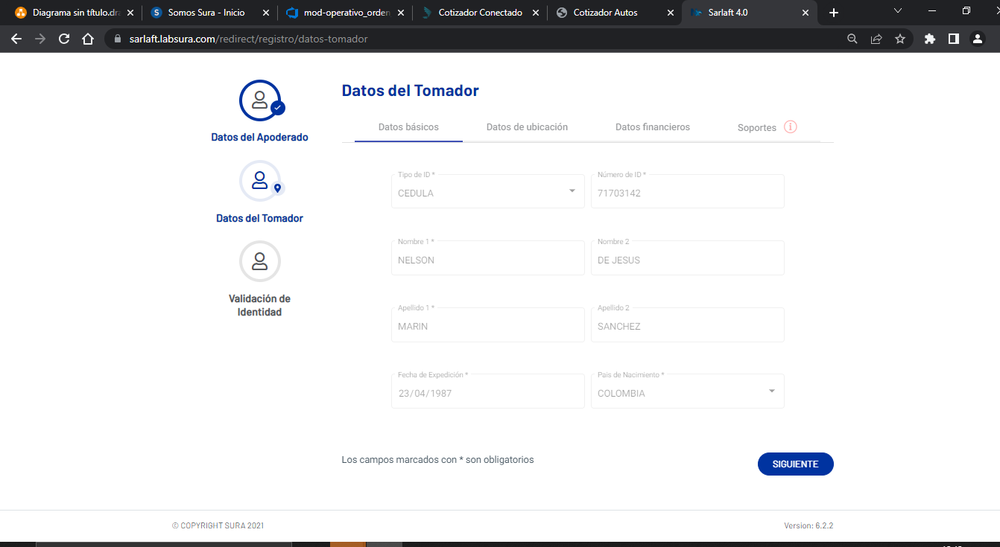 Diagrama sin título.dra
Somos Sura - Inicio
mod-operativo_orden
Cotizador Conectado
Cotizador Autos
Sarlaft 4.0
sarlaft.labsura.com/redirect/registro/datos-tomador
Datos del Apoderado
Datos del Tomador
Validación de
Identidad
Datos del Tomador
Datos básicos
Datos de ubicación
Datos financieros
Soportes
Tipo de ID *
CEDULA
Número de ID *
71703142
Nombre 1 *
NELSON
Nombre 2
DE JESUS
Apellido 1 *
MARIN
Apellido 2
SANCHEZ
Fecha de Expedición *
23/04/1987
Pais de Nacimiento *
COLOMBIA
Los campos marcados con * son obligatorios
SIGUIENTE
© COPYRIGHT SURA 2021
Version: 6.2.2